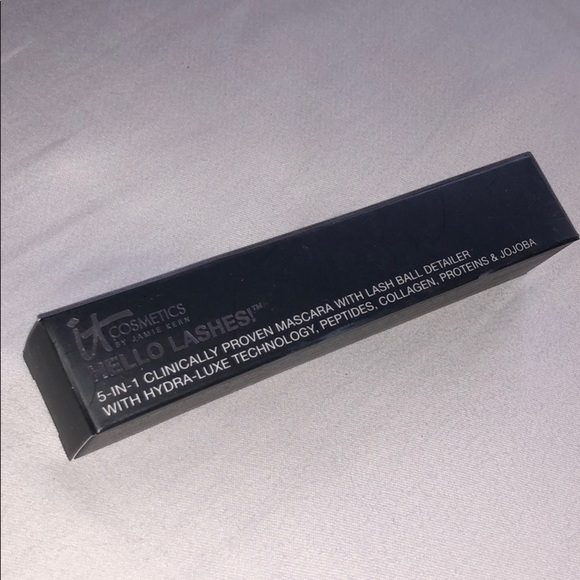 it
COSMETICS
BY JAMIE KERN
HELLO LASHES!™
5-IN-1 CLINICALLY PROVEN MASCARA WITH LASH BALL DETAILER
WITH HYDRA-LUXE TECHNOLOGY, PEPTIDES, COLLAGEN, PROTEINS & JOJOBA